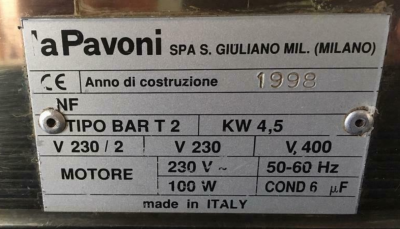 la Pavoni SPA S. GIULIANO MIL. (MILANO)
CE Anno di costruzione 1998
NF
TIPO BAR T 2 KW 4,5
V 230 / 2 V 230 V, 400
MOTORE 230 V ~ 50-60 Hz
100 W COND 6 μF
made in ITALY